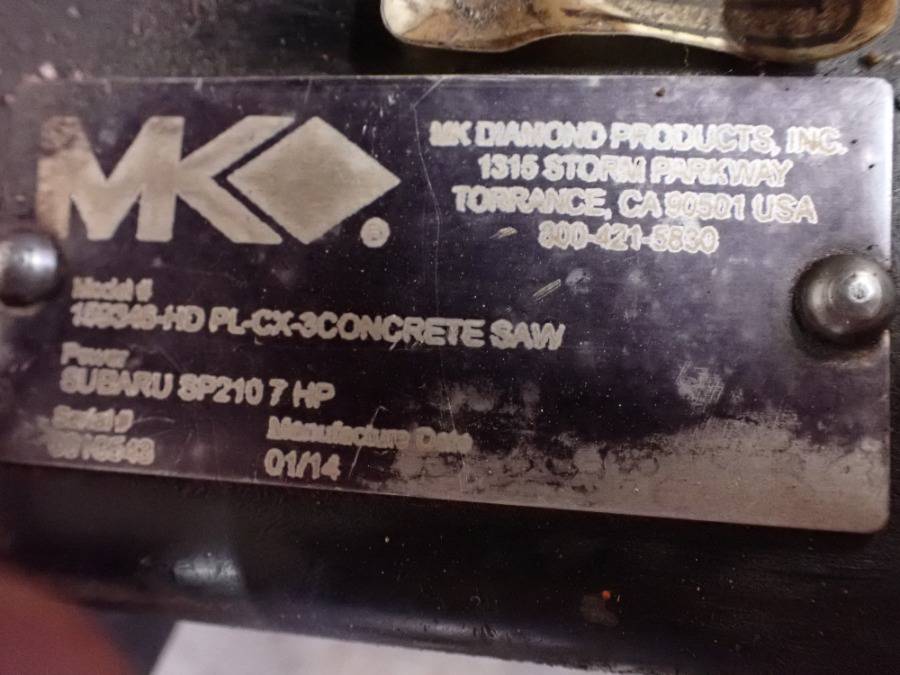 MK ®
MK DIAMOND PRODUCTS, INC.
1315 STORM PARKWAY
TORRANCE, CA 90501 USA
800-421-5830
Model #
PL-CX-3CONCRETE SAW
Power
SUBARU SP210 7 HP
Serial #
Manufacture Date
01/14